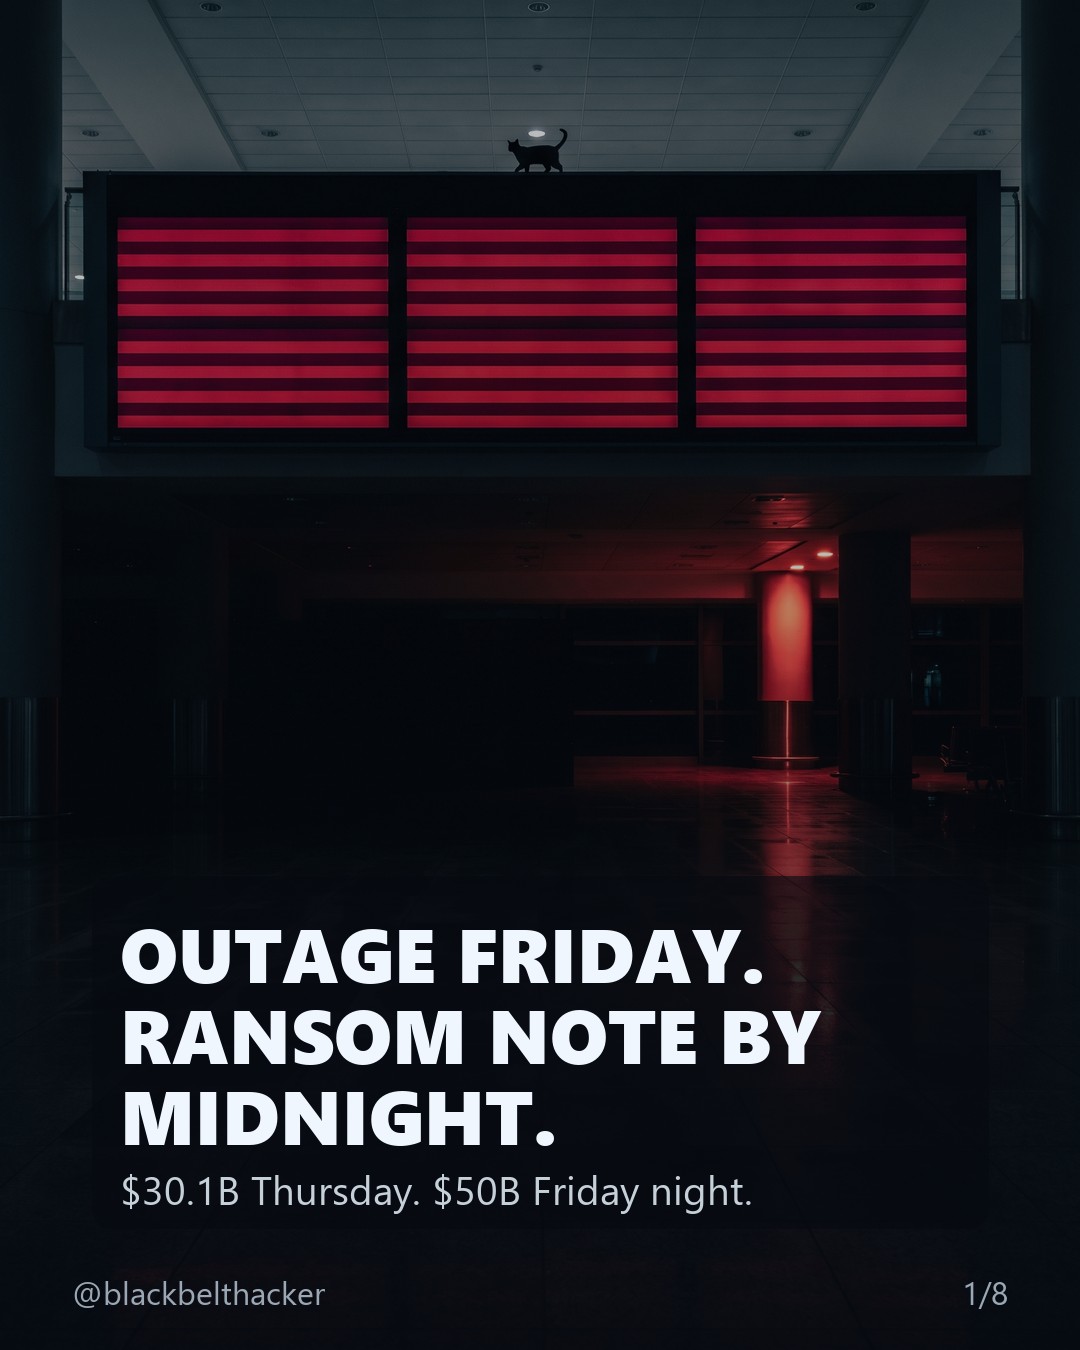 OUTAGE FRIDAY.
RANSOM NOTE BY
MIDNIGHT.
$30.1B Thursday. $50B Friday night.
@blackbelthacker
1/8